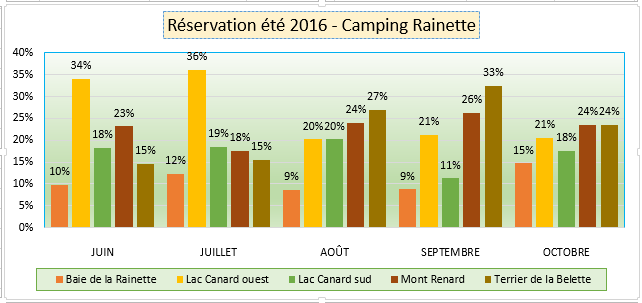 Réservation été 2016 - Camping Rainette
40%
35%
30%
25%
20%
15%
10%
5%
0%
10% 34% 18% 23% 15%
12% 36% 19% 18% 15%
9% 20% 20% 24% 27%
9% 21% 11% 26% 33%
15% 21% 18% 24% 24%
JUIN JUILLET AOÛT SEPTEMBRE OCTOBRE
Baie de la Rainette Lac Canard ouest Lac Canard sud Mont Renard Terrier de la Belette